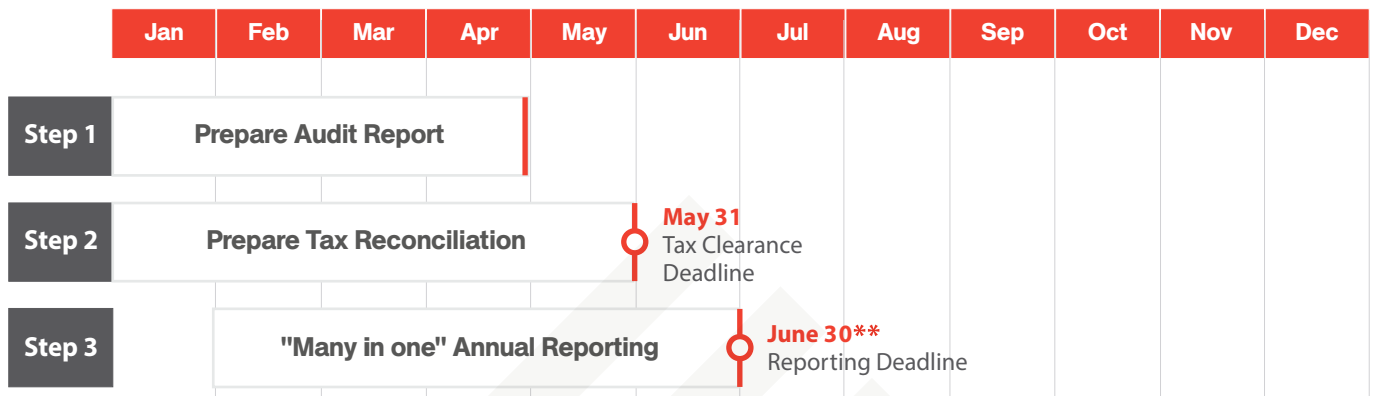 Jan Feb Mar Apr May Jun Jul Aug Sep Oct Nov Dec
Step 1 Prepare Audit Report
Step 2 Prepare Tax Reconciliation
May 31
Tax Clearance
Deadline
Step 3 "Many in one" Annual Reporting
June 30**
Reporting Deadline